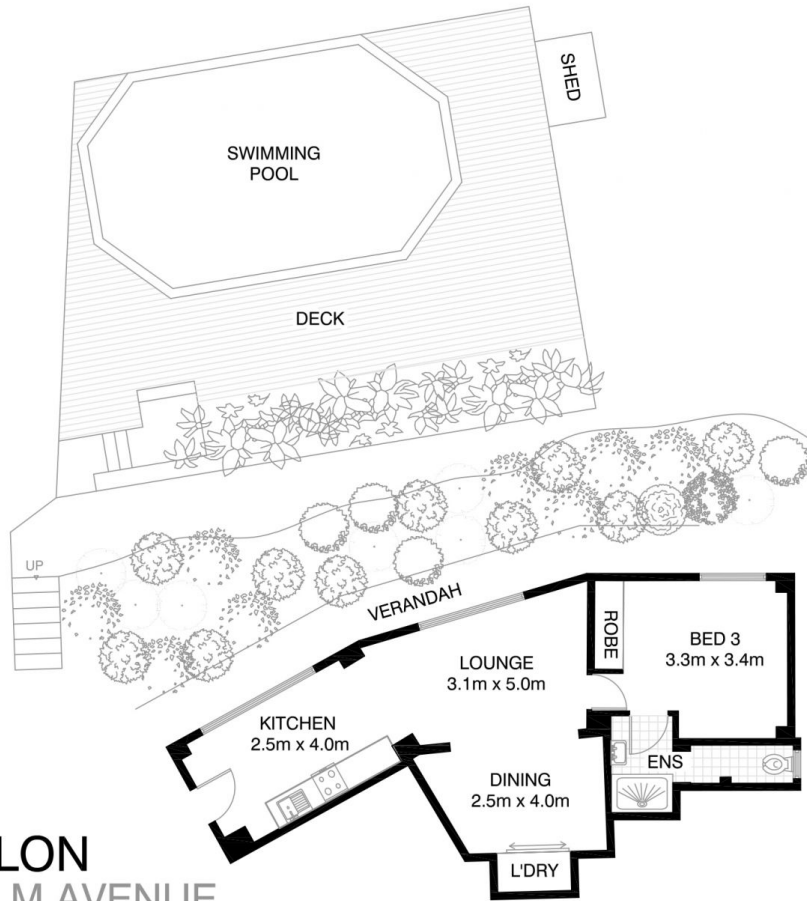 SHED
SWIMMING
POOL
DECK
UP
VERANDAH
ROBE
BED 3
3.3m x 3.4m
LOUNGE
3.1m x 5.0m
KITCHEN
2.5m x 4.0m
ENS
DINING
2.5m x 4.0m
L'DRY
LON
M AVENUE